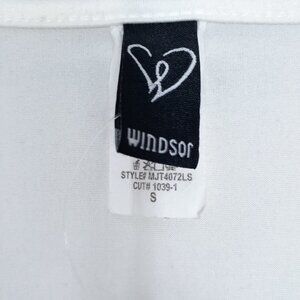 WINDSOR
STYLE# MJT4072LS
CUT# 1039-1
S